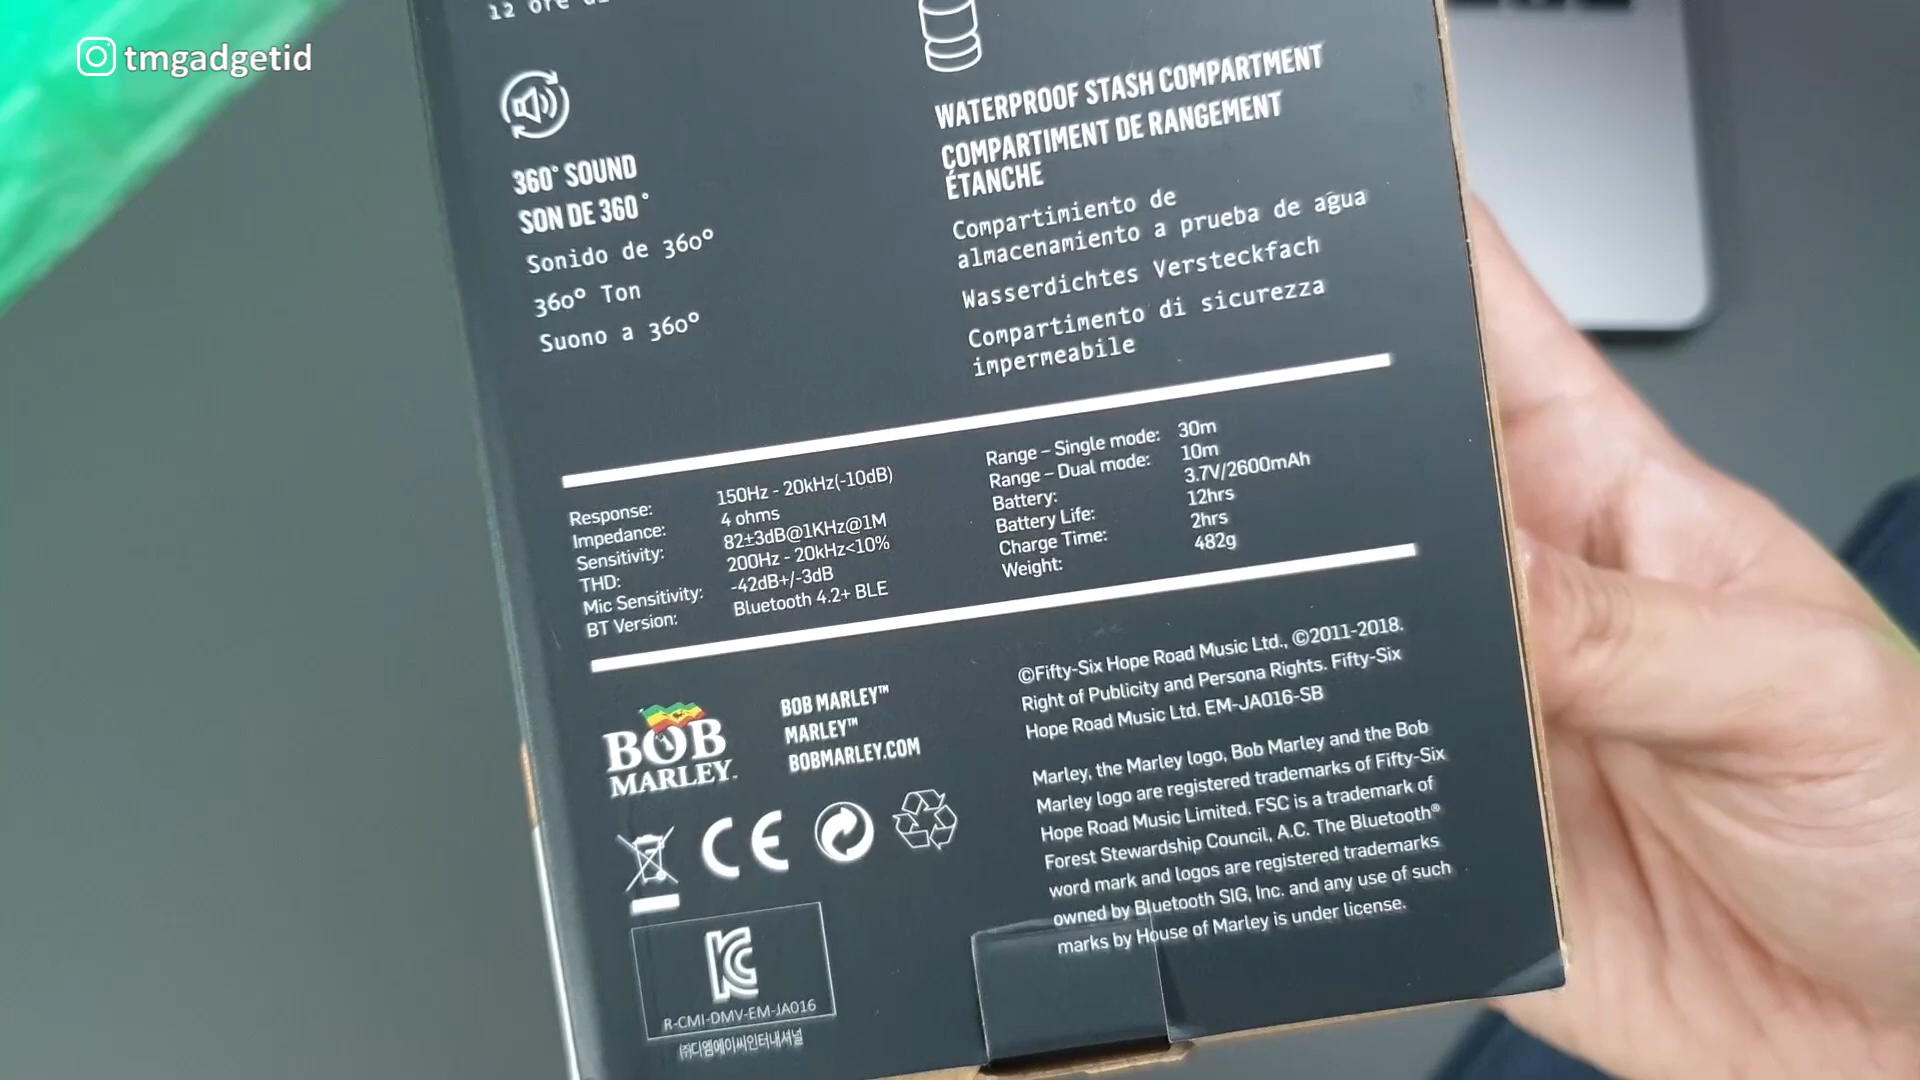 tmgadgetid
12 ore di
360° SOUND
SON DE 360°
Sonido de 360º
360º Ton
Suono a 360º
WATERPROOF STASH COMPARTMENT
COMPARTIMENT DE RANGEMENT
ÉTANCHE
Compartimiento de
almacenamiento a prueba de agua
Wasserdichtes Versteckfach
Compartimento di sicurezza
impermeabile
Response: 150Hz - 20kHz(-10dB)
Impedance: 4 ohms
Sensitivity: 82±3dB@1KHz@1M
THD: 200Hz - 20kHz<10%
Mic Sensitivity: -42dB+/-3dB
BT Version: Bluetooth 4.2+ BLE
Range – Single mode: 30m
Range – Dual mode: 10m
Battery: 3.7V/2600mAh
Battery Life: 12hrs
Charge Time: 2hrs
Weight: 482g
BOB
MARLEY
BOB MARLEY™
MARLEY™
BOBMARLEY.COM
CE
KC
R-CMI-DMV-EM-JA016
㈜디엠에이씨인터내셔널
©Fifty-Six Hope Road Music Ltd., ©2011-2018.
Right of Publicity and Persona Rights. Fifty-Six
Hope Road Music Ltd. EM-JA016-SB
Marley, the Marley logo, Bob Marley and the Bob
Marley logo are registered trademarks of Fifty-Six
Hope Road Music Limited. FSC is a trademark of
Forest Stewardship Council, A.C. The Bluetooth®
word mark and logos are registered trademarks
owned by Bluetooth SIG, Inc. and any use of such
marks by House of Marley is under license.